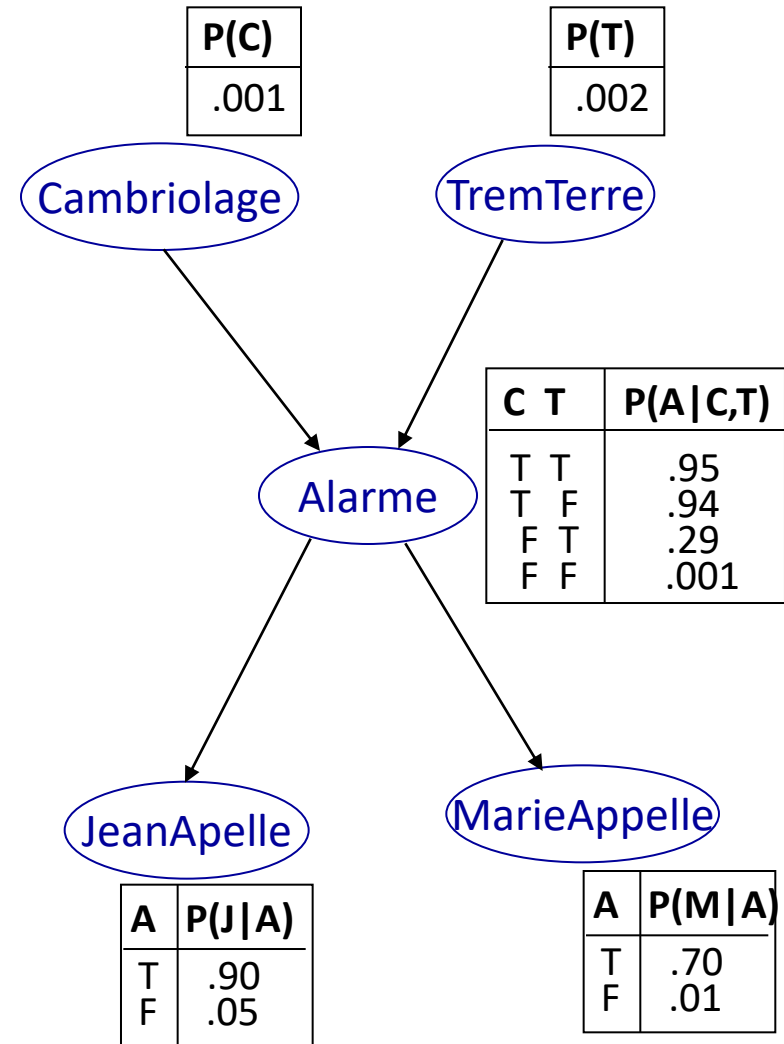 P(C)
.001
P(T)
.002
Cambriolage
TremTerre
C T P(A|C,T)
T T .95
T F .94
F T .29
F F .001
Alarme
JeanApelle
MarieAppelle
A P(J|A)
T .90
F .05
A P(M|A)
T .70
F .01